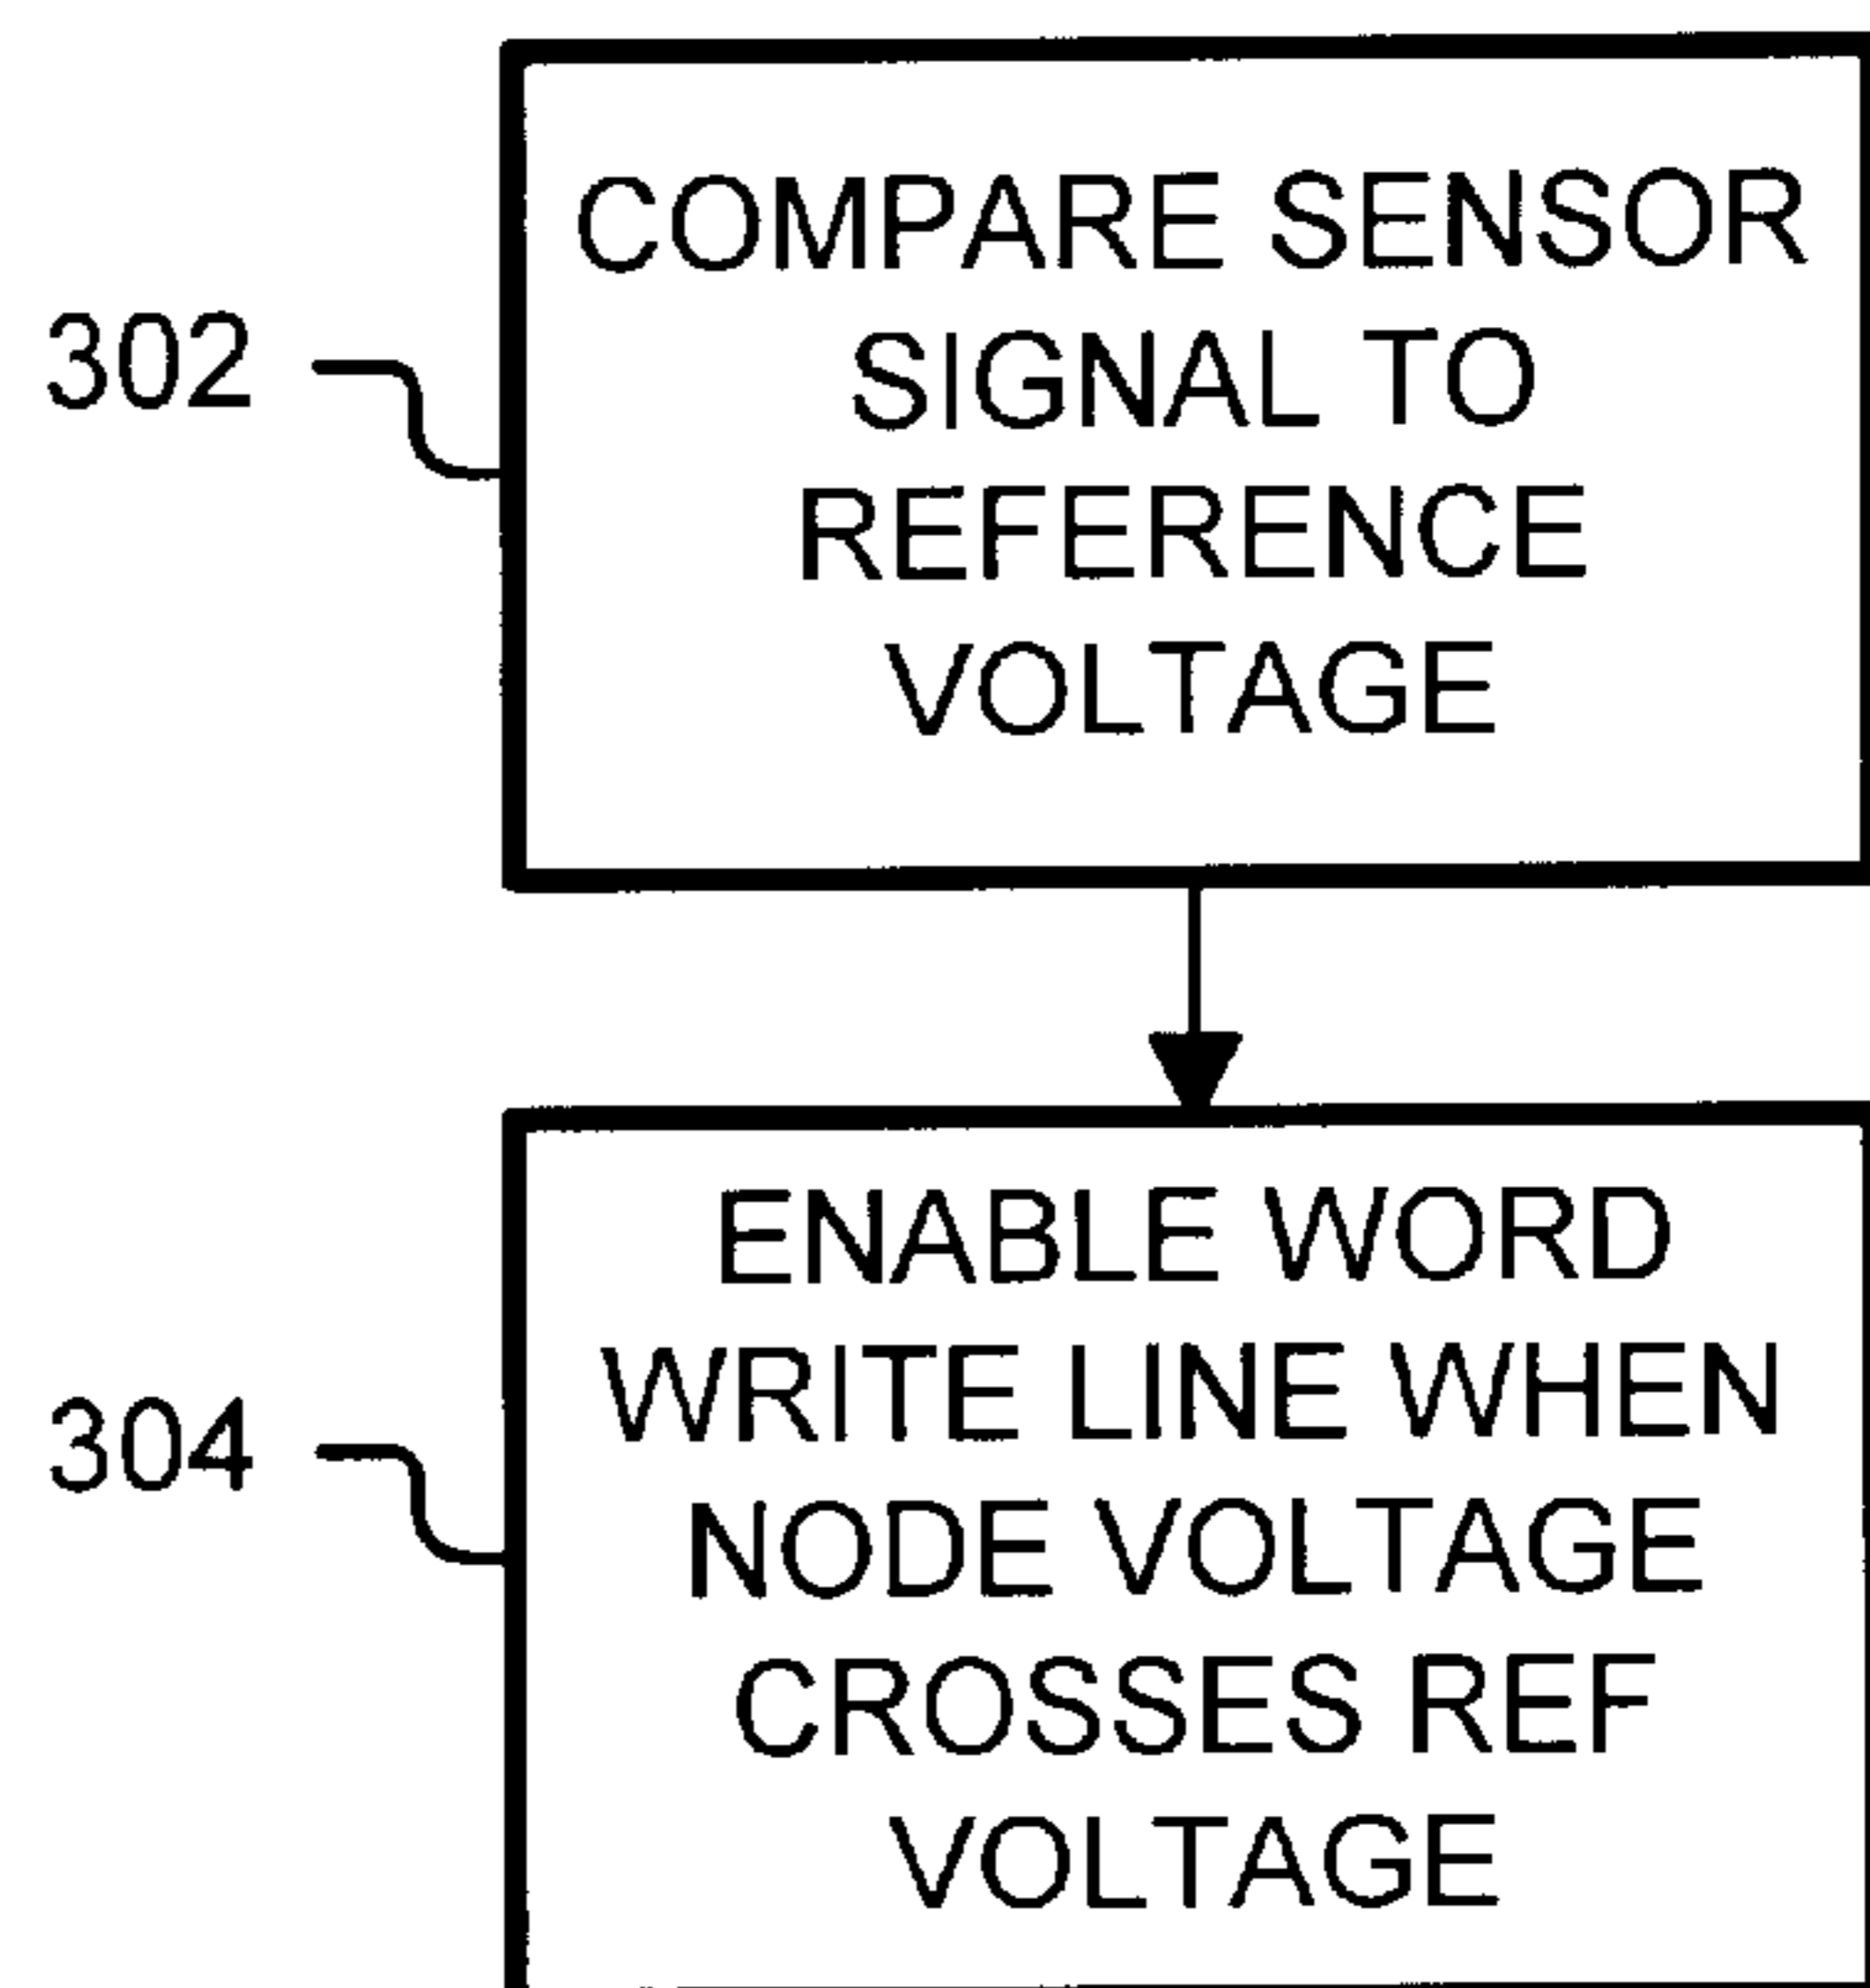 COMPARE SENSOR
SIGNAL TO
302
REFERENCE
VOLTAGE
ENABLE WORD
WRITE LINE WHEN
304
NODE VOLTAGE
CROSSES REF
VOLTAGE